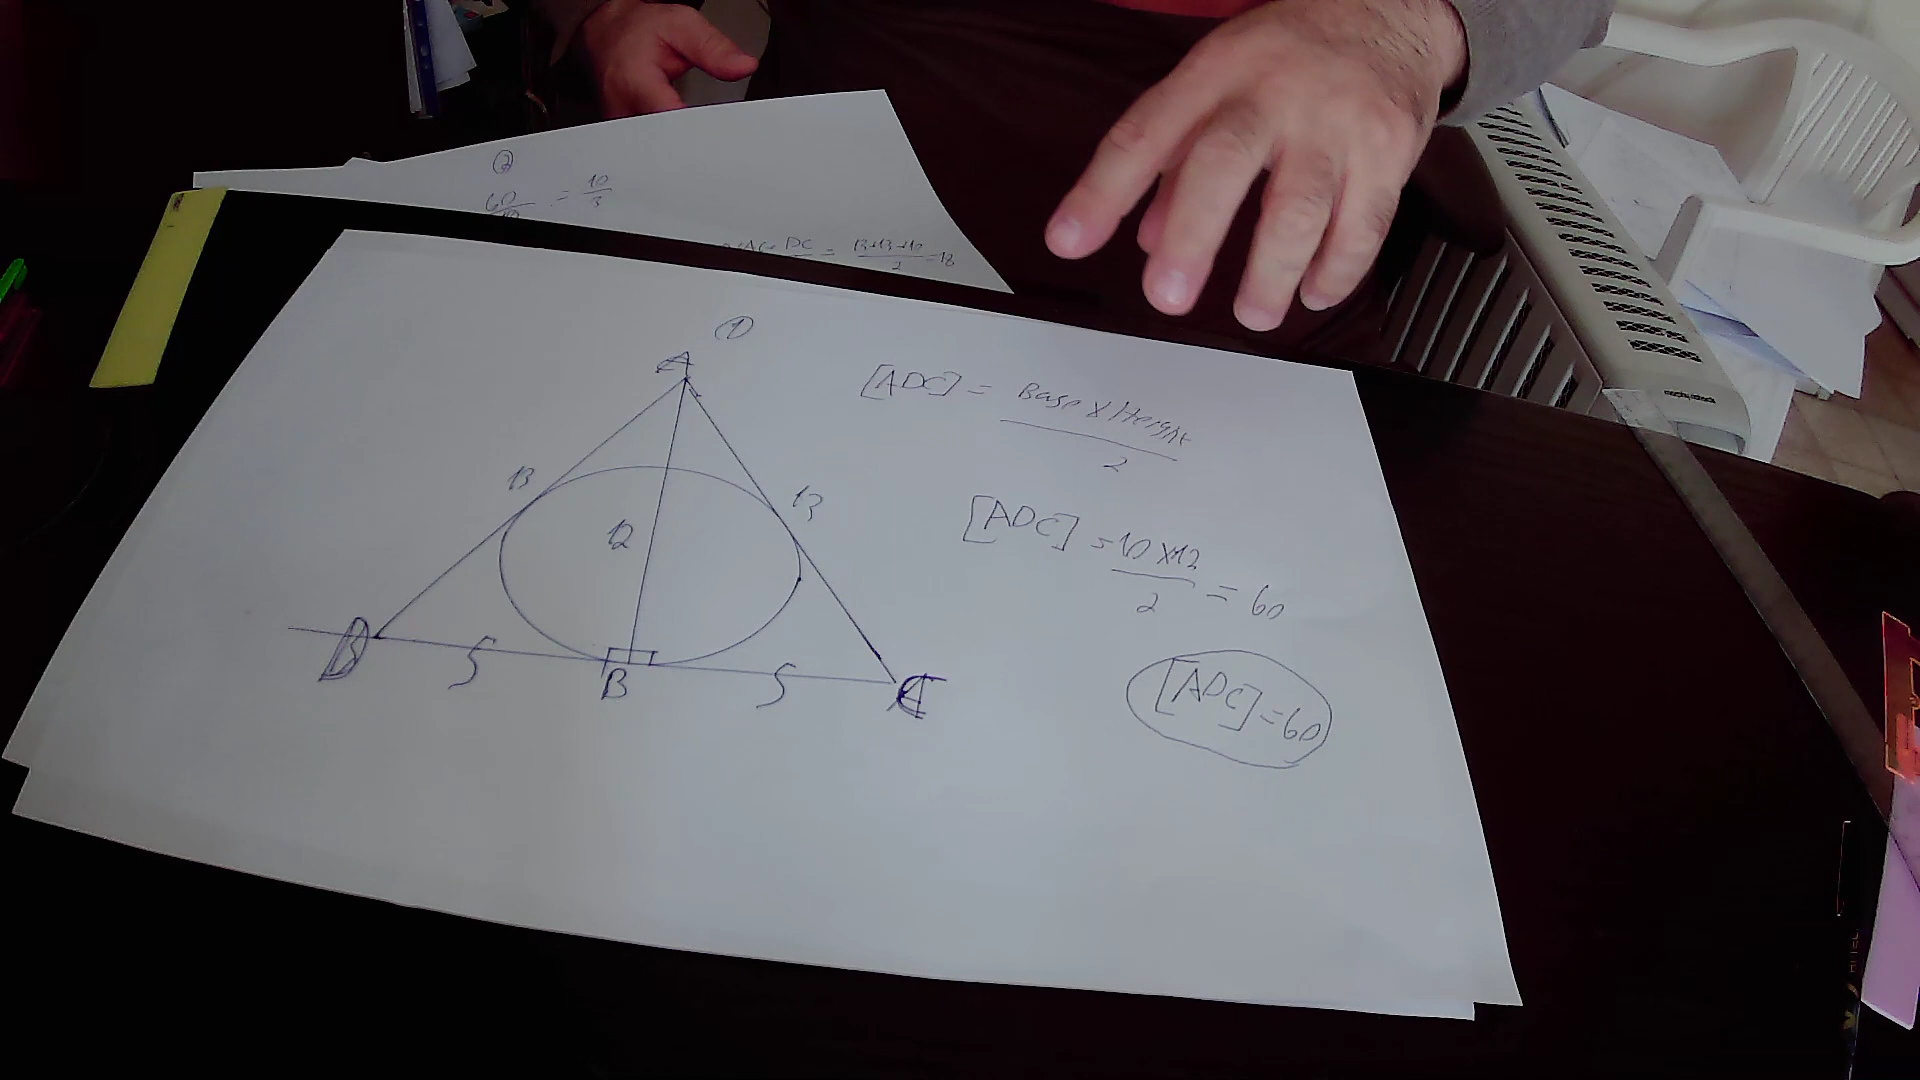 2
60
= 10
3
DC = 13+13+10
2 = 18
1
A
[ADC] = Base x Height
2
13
13
12
[ADC] = 10 x 12
2 = 60
D
5
B
5
C
[ADC] = 60